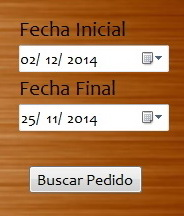 Fecha Inicial
02/ 12/ 2014
Fecha Final
25/ 11/ 2014
Buscar Pedido